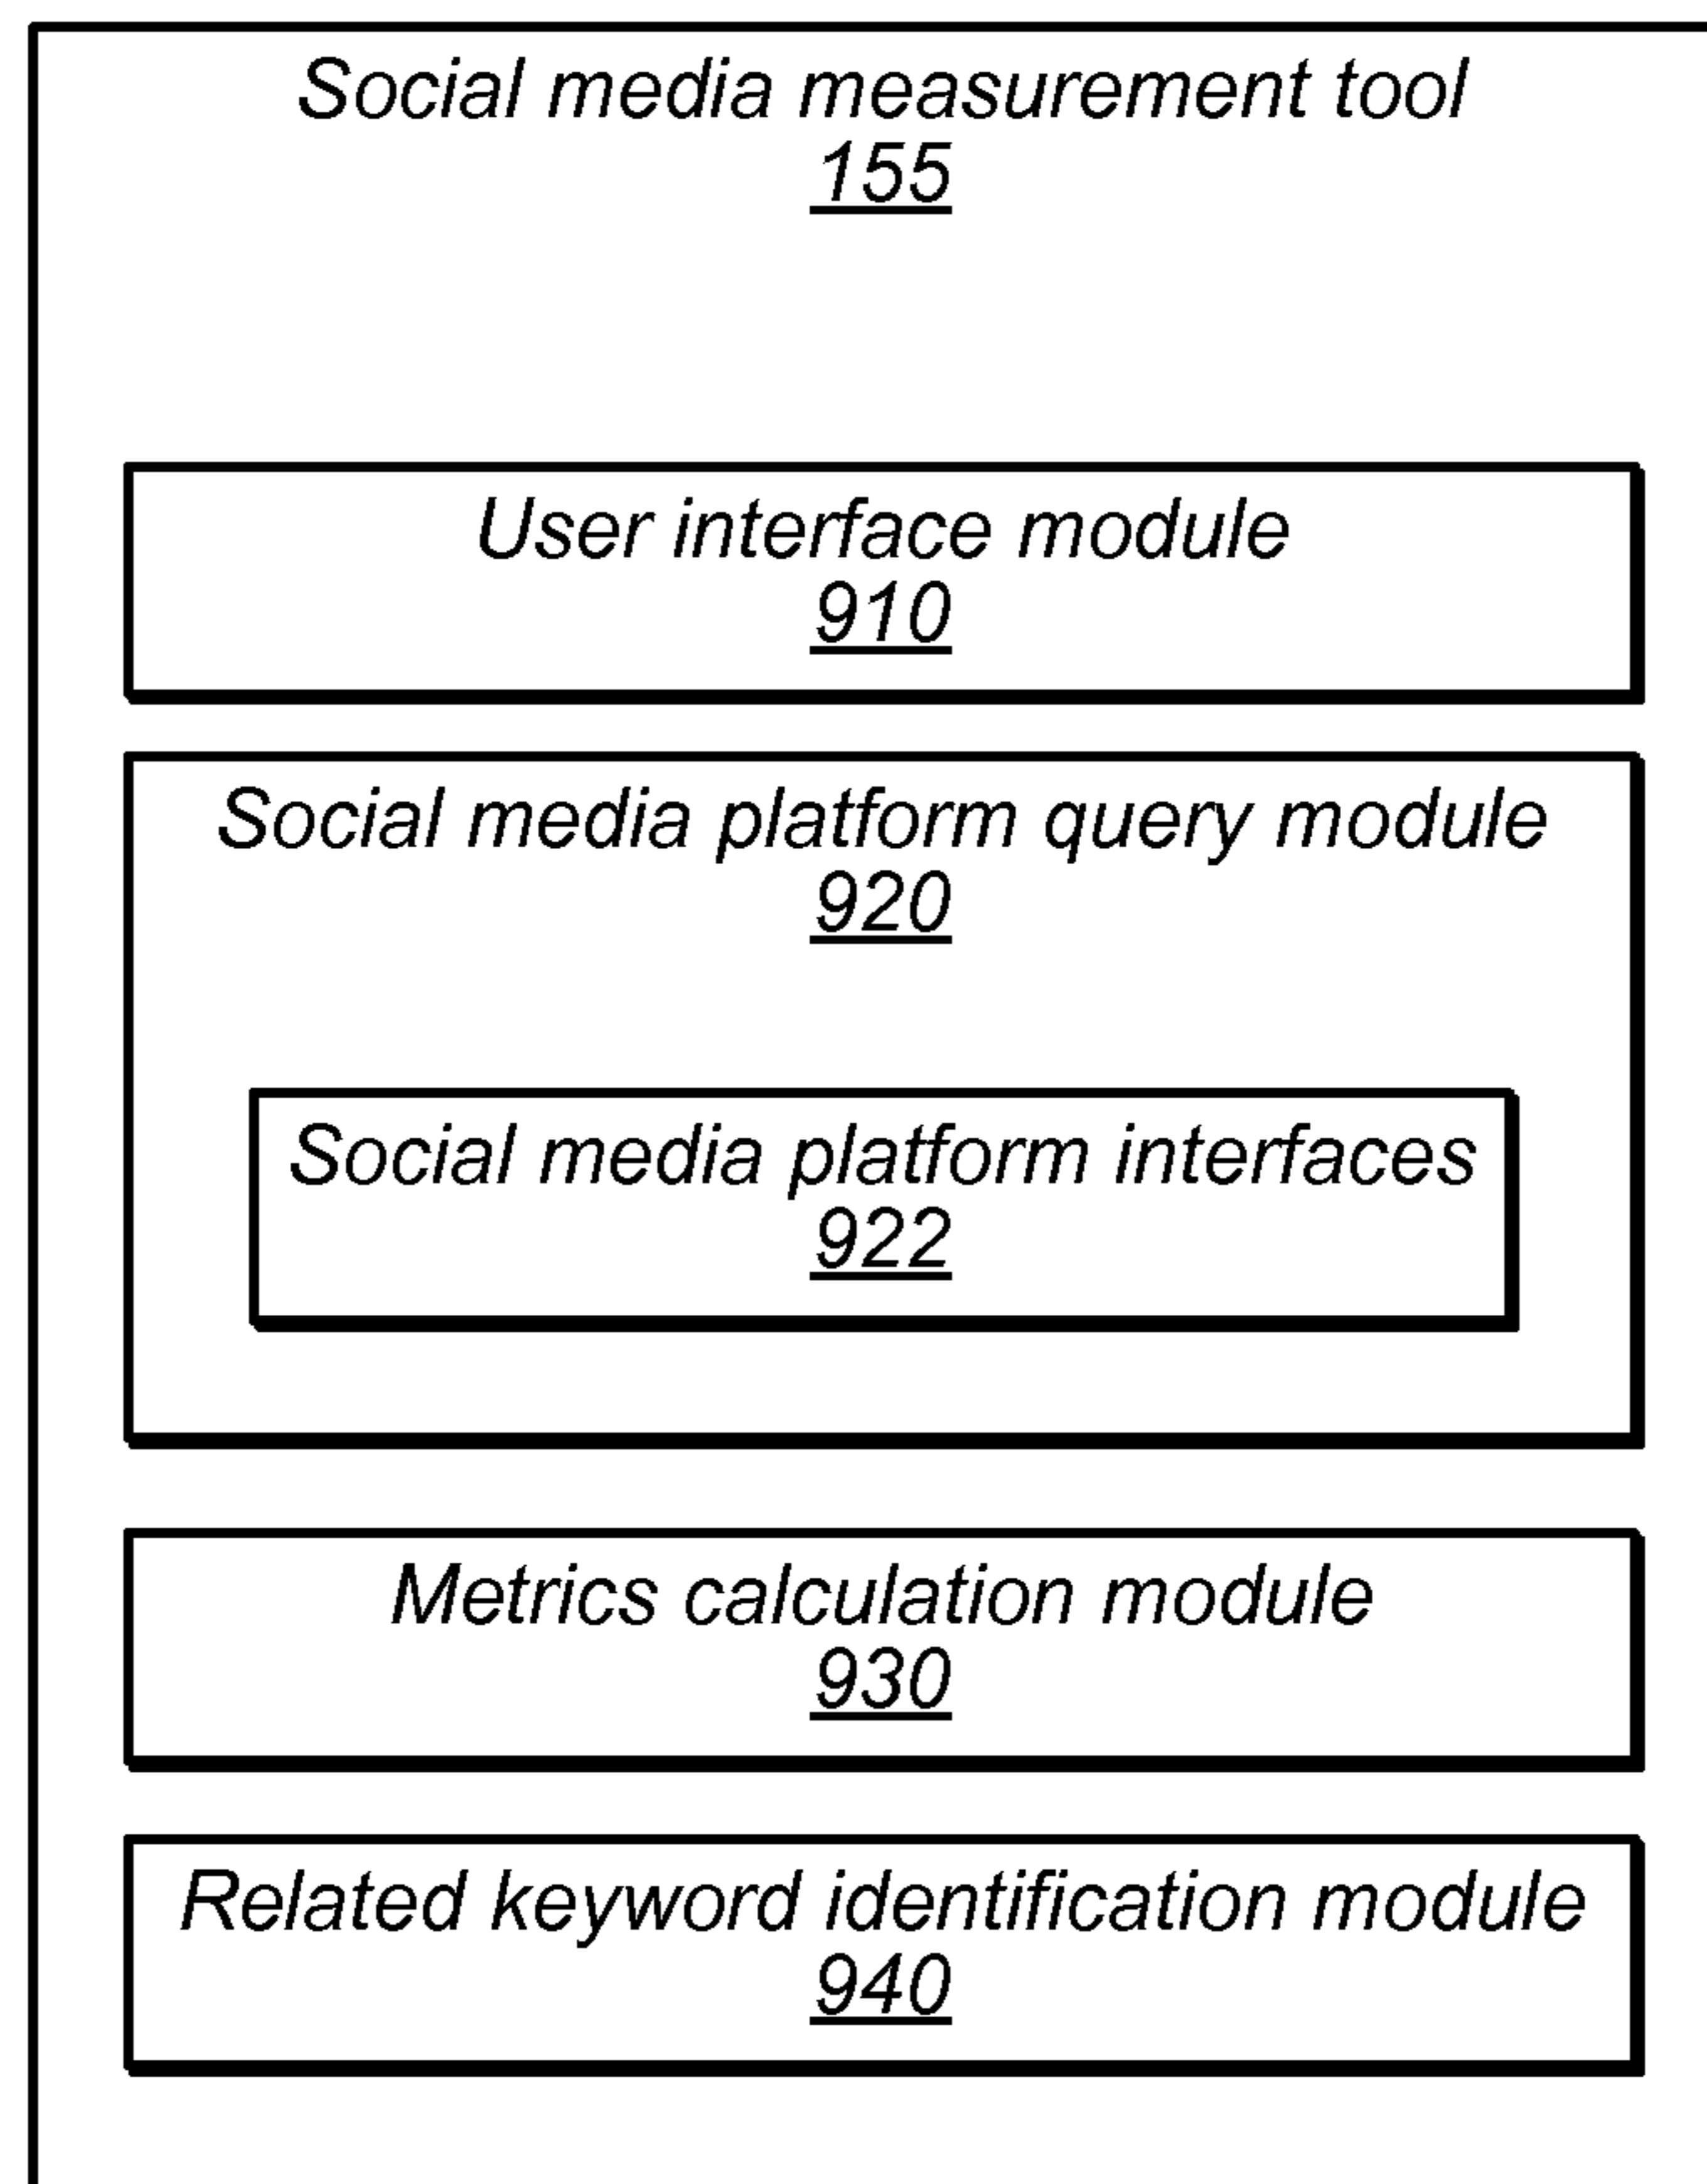 Social media measurement tool
155
User interface module
910
Social media platform query module
920
Social media platform interfaces
922
Metrics calculation module
930
Related keyword identification module
940